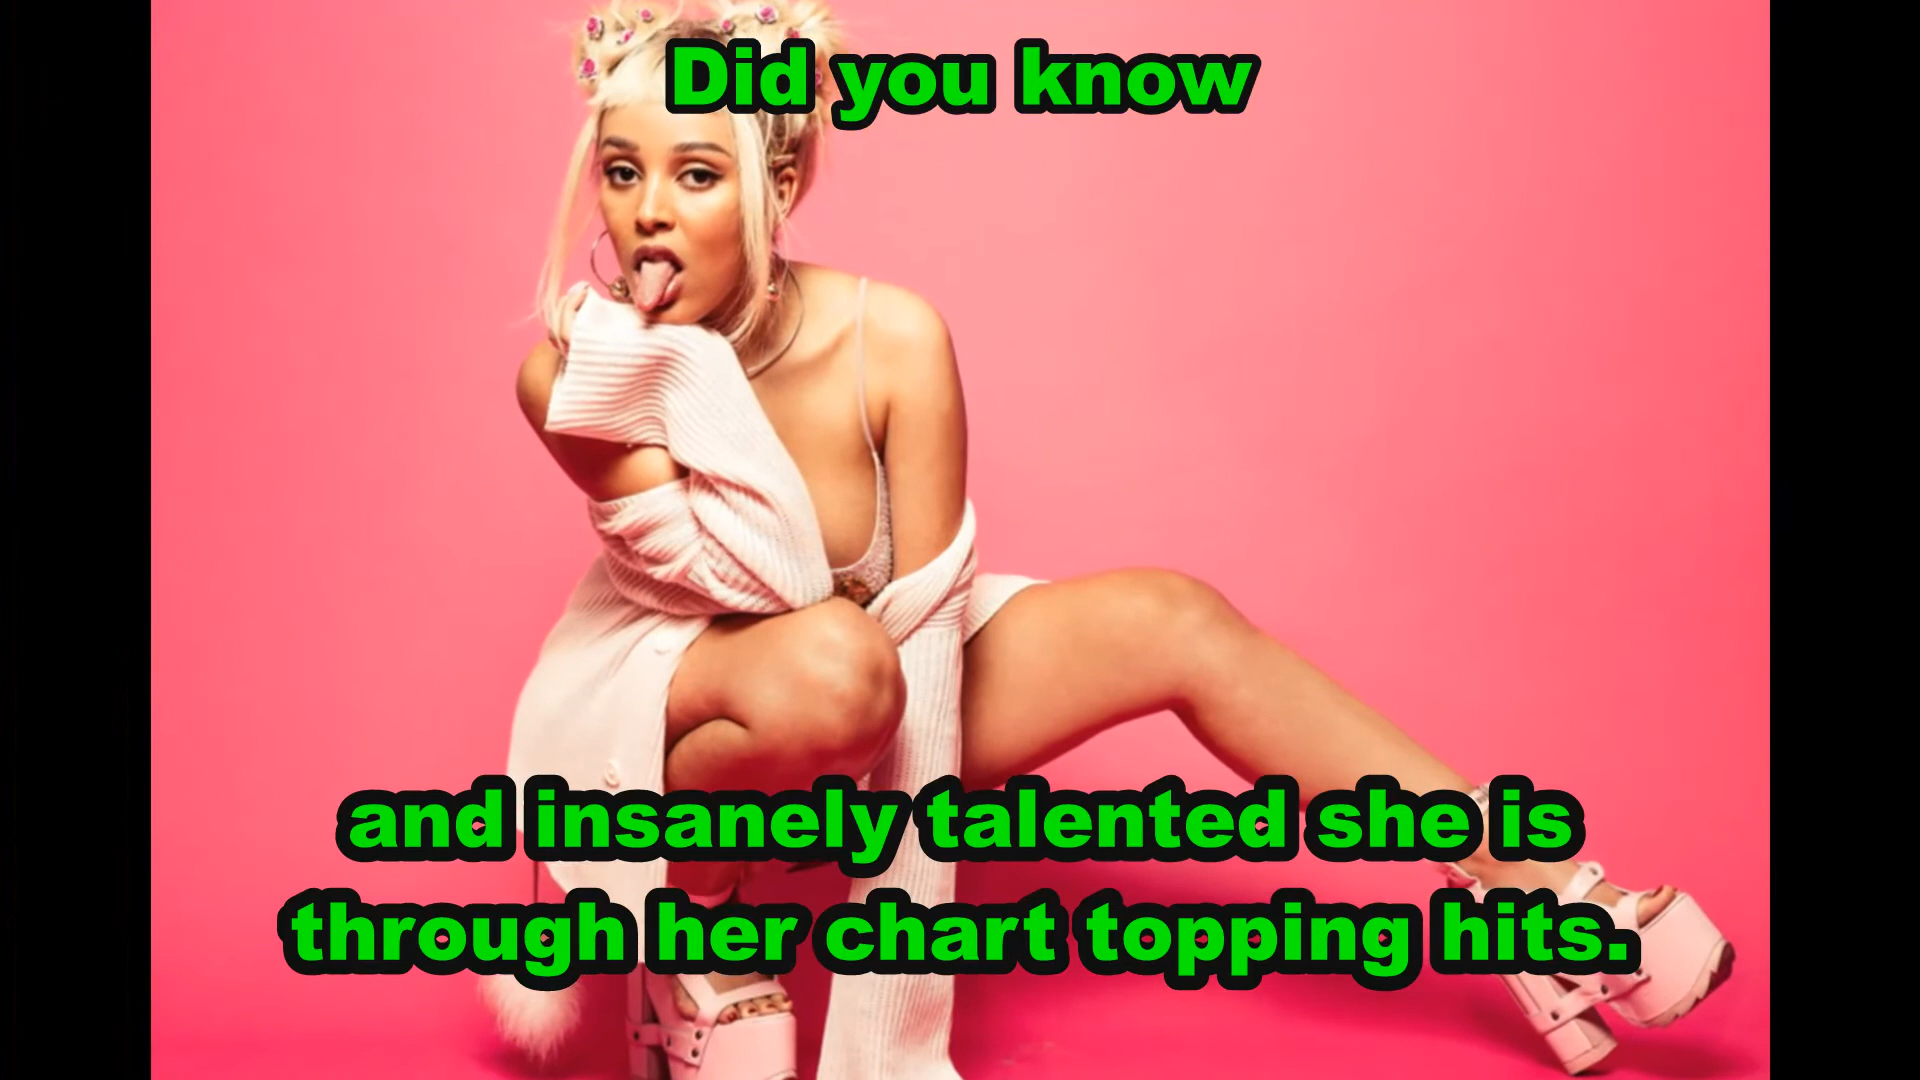 Did you know
and insanely talented she is
through her chart topping hits.